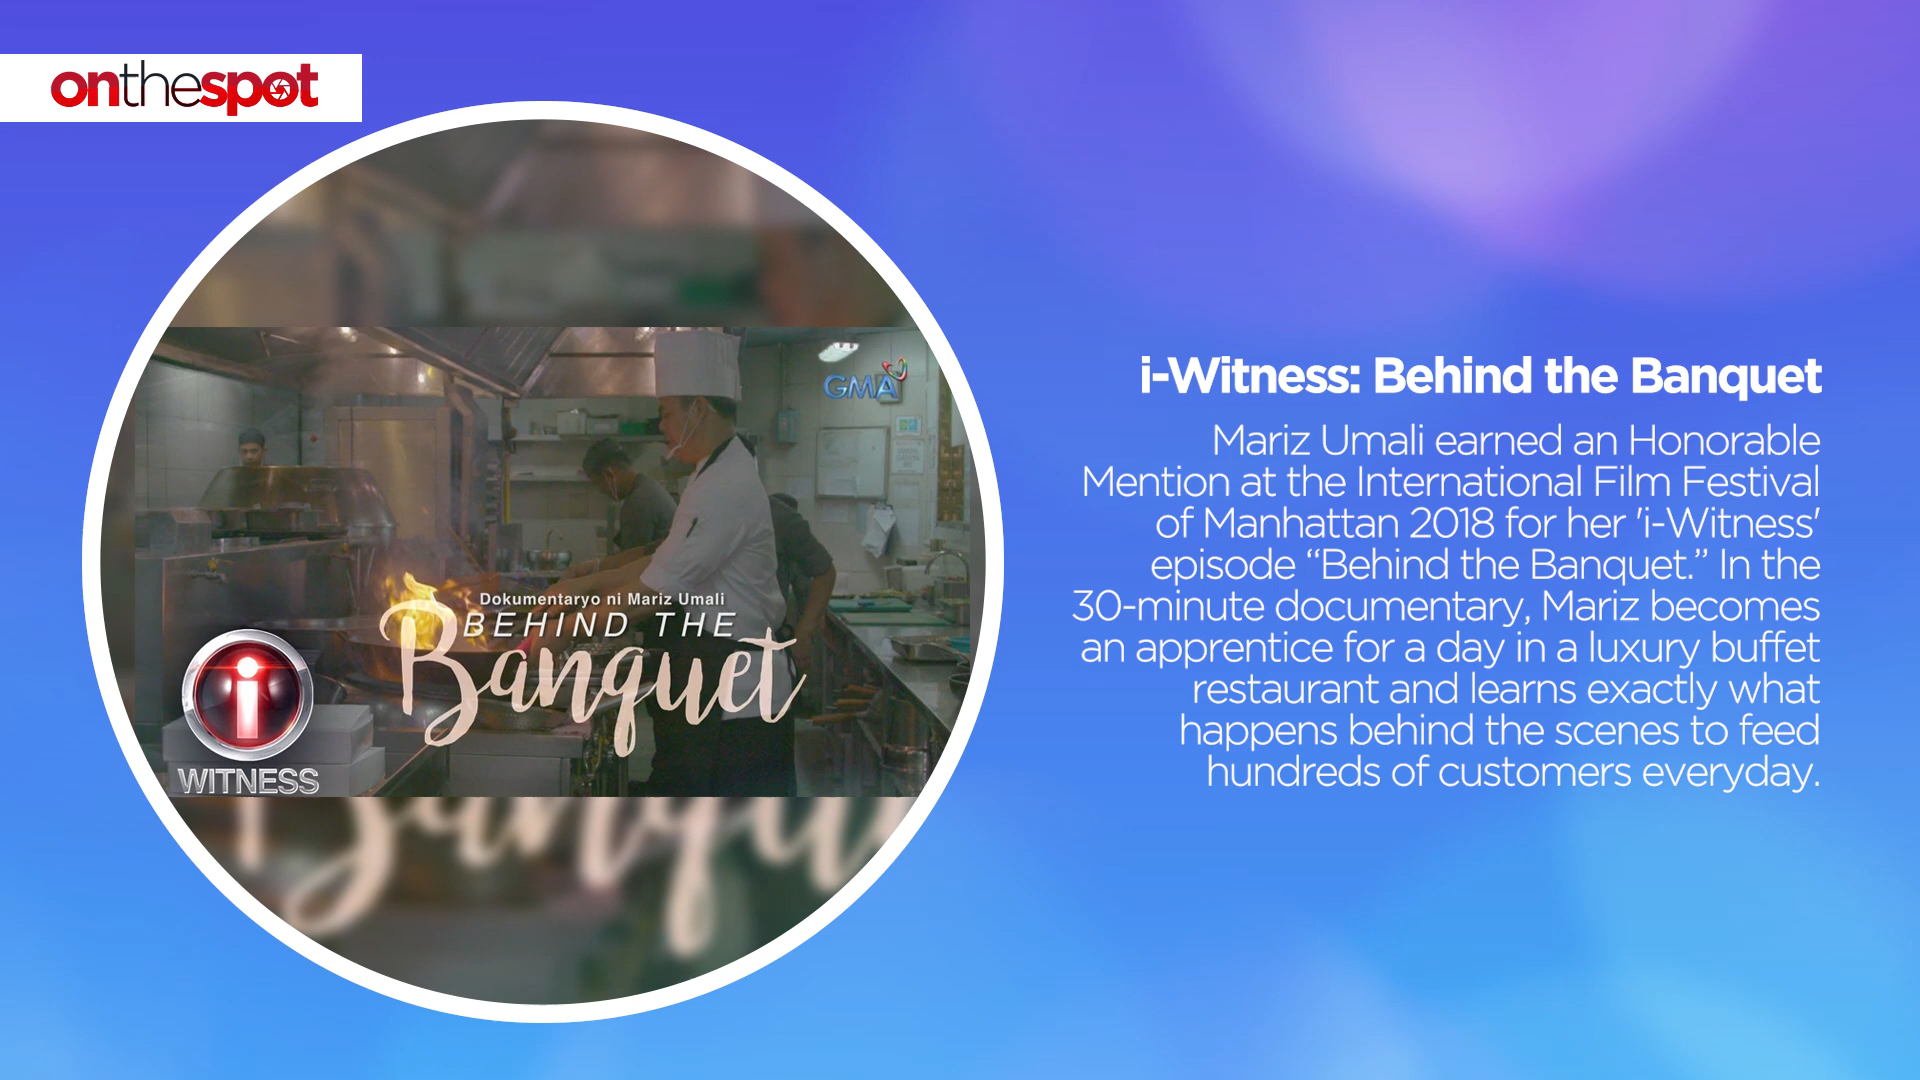 onthespot
GMA
Dokumentaryo ni Mariz Umali
BEHIND THE
Banquet
i
WITNESS
i-Witness: Behind the Banquet
Mariz Umali earned an Honorable
Mention at the International Film Festival
of Manhattan 2018 for her 'i-Witness'
episode “Behind the Banquet.” In the
30-minute documentary, Mariz becomes
an apprentice for a day in a luxury buffet
restaurant and learns exactly what
happens behind the scenes to feed
hundreds of customers everyday.